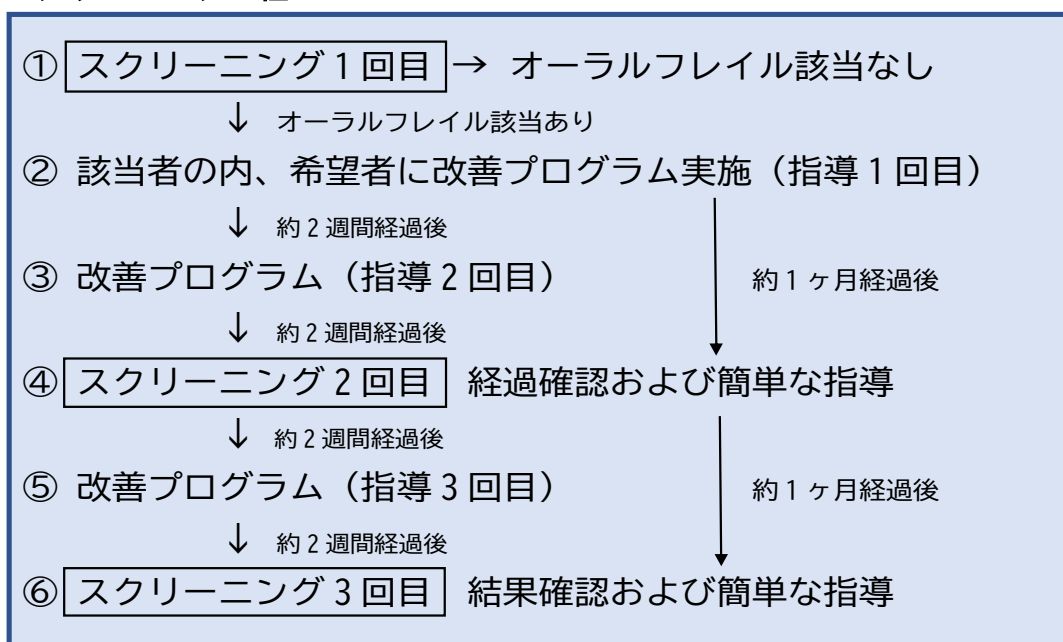 ① スクリーニング1回目 → オーラルフレイル該当なし
↓ オーラルフレイル該当あり
② 該当者の内、希望者に改善プログラム実施（指導1回目）
↓ 約2週間経過後
③ 改善プログラム（指導2回目） 約1ヶ月経過後
↓ 約2週間経過後
④ スクリーニング2回目 経過確認および簡単な指導
↓ 約2週間経過後
⑤ 改善プログラム（指導3回目） 約1ヶ月経過後
↓ 約2週間経過後
⑥ スクリーニング3回目 結果確認および簡単な指導